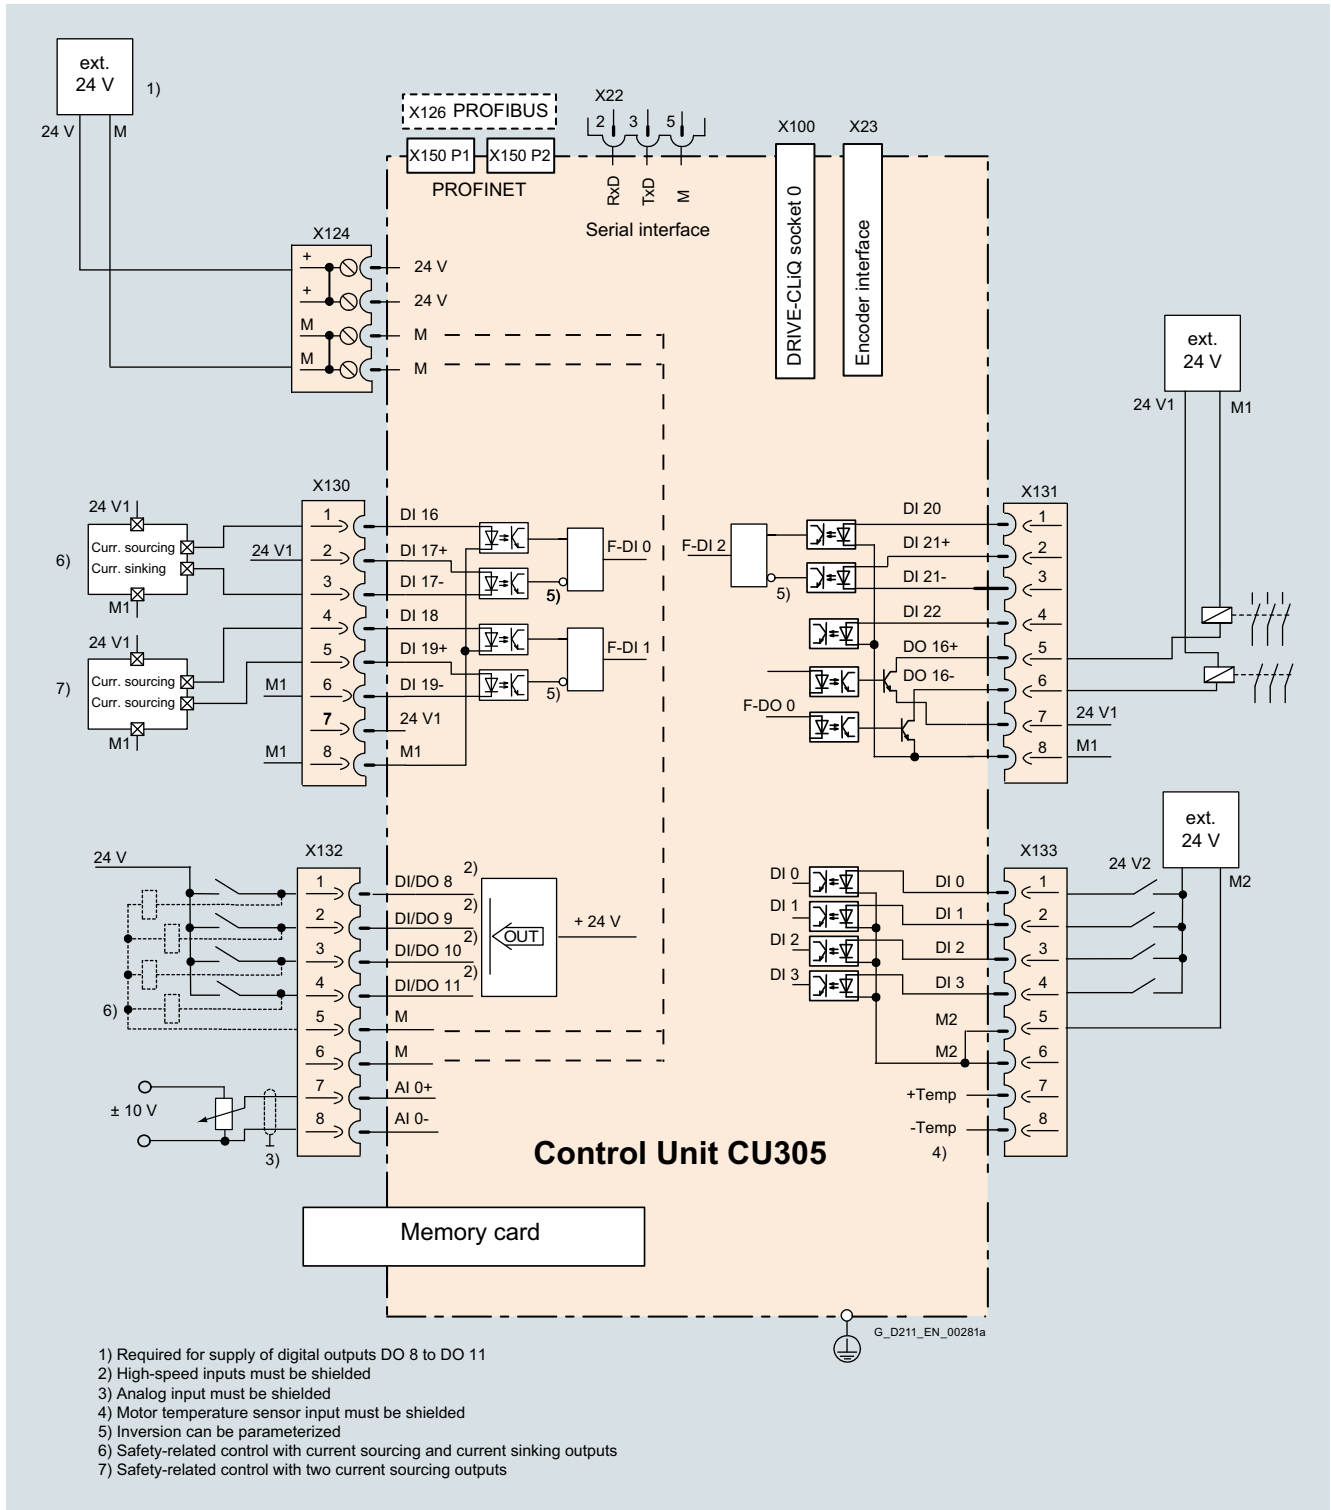 ext.
24 V
1)
24 V
M
X126 PROFIBUS
X150 P1
X150 P2
PROFINET
X22
2
3
5
RxD
TxD
M
Serial interface
X100
DRIVE-CLiQ socket 0
X23
Encoder interface
X124
+
24 V
+
24 V
M
M
M
M
ext.
24 V
24 V1
M1
X130
1
DI 16
2
24 V1
DI 17+
3
DI 17-
4
DI 18
5
DI 19+
6
M1
DI 19-
7
24 V1
8
M1
M1
24 V1
Curr. sourcing
Curr. sinking
6)
M1
24 V1
Curr. sourcing
Curr. sourcing
7)
M1
F-DI 0
5)
F-DI 1
5)
F-DI 2
5)
X131
DI 20
1
DI 21+
2
DI 21-
3
DI 22
4
DO 16+
5
DO 16-
6
F-DO 0
7
24 V1
8
M1
24 V
X132
1
DI/DO 8
2)
2
DI/DO 9
2)
3
DI/DO 10
2)
4
DI/DO 11
2)
5
M
6
M
7
AI 0+
8
AI 0-
6)
OUT
+ 24 V
± 10 V
3)
ext.
24 V
24 V2
M2
X133
DI 0
DI 0
1
DI 1
DI 1
2
DI 2
DI 2
3
DI 3
DI 3
4
M2
5
M2
6
+Temp
7
-Temp
8
4)
Control Unit CU305
Memory card
G_D211_EN_00281a
1) Required for supply of digital outputs DO 8 to DO 11
2) High-speed inputs must be shielded
3) Analog input must be shielded
4) Motor temperature sensor input must be shielded
5) Inversion can be parameterized
6) Safety-related control with current sourcing and current sinking outputs
7) Safety-related control with two current sourcing outputs